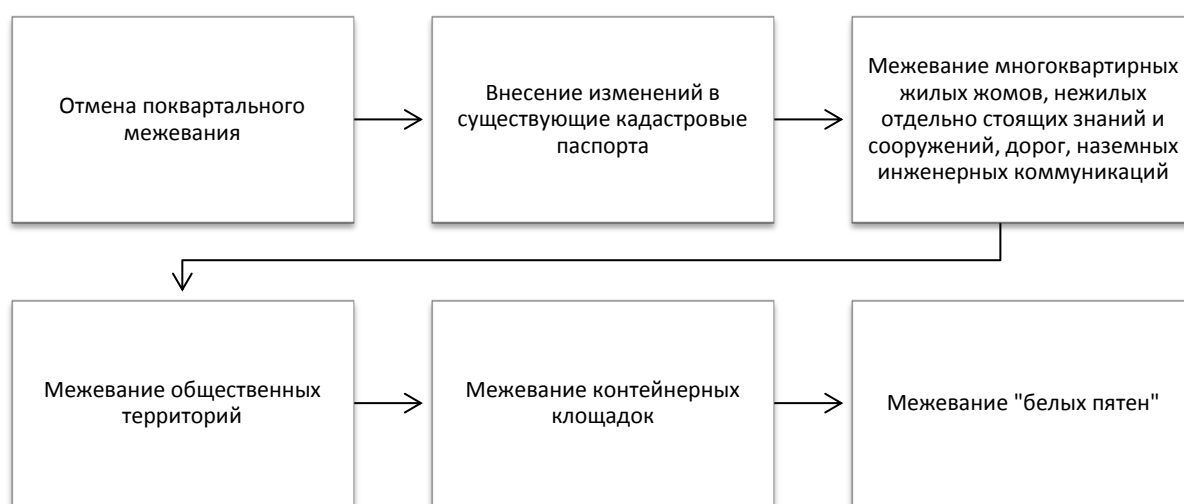 Отмена поквартального
межевания
Внесение изменений в
существующие кадастровые
паспорта
Межевание многоквартирных
жилых жомов, нежилых
отдельно стоящих знаний и
сооружений, дорог, наземных
инженерных коммуникаций
Межевание общественных
территорий
Межевание контейнерных
клощадок
Межевание "белых пятен"